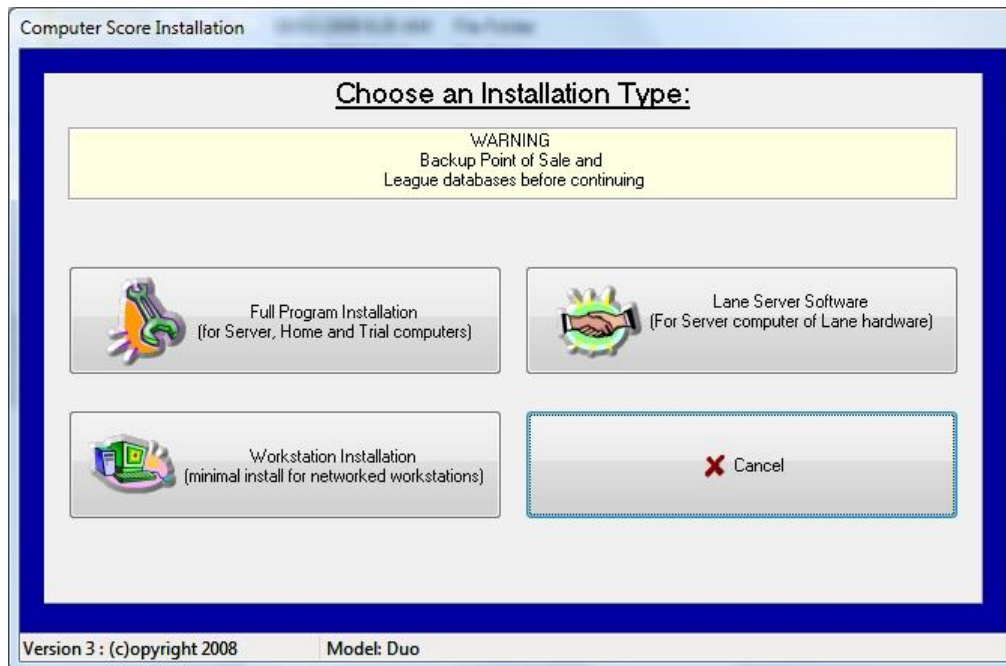 Computer Score Installation
Choose an Installation Type:
WARNING
Backup Point of Sale and
League databases before continuing
Full Program Installation
(for Server, Home and Trial computers)
Lane Server Software
(For Server computer of Lane hardware)
Workstation Installation
(minimal install for networked workstations)
Cancel
Version 3 : (c)opyright 2008
Model: Duo